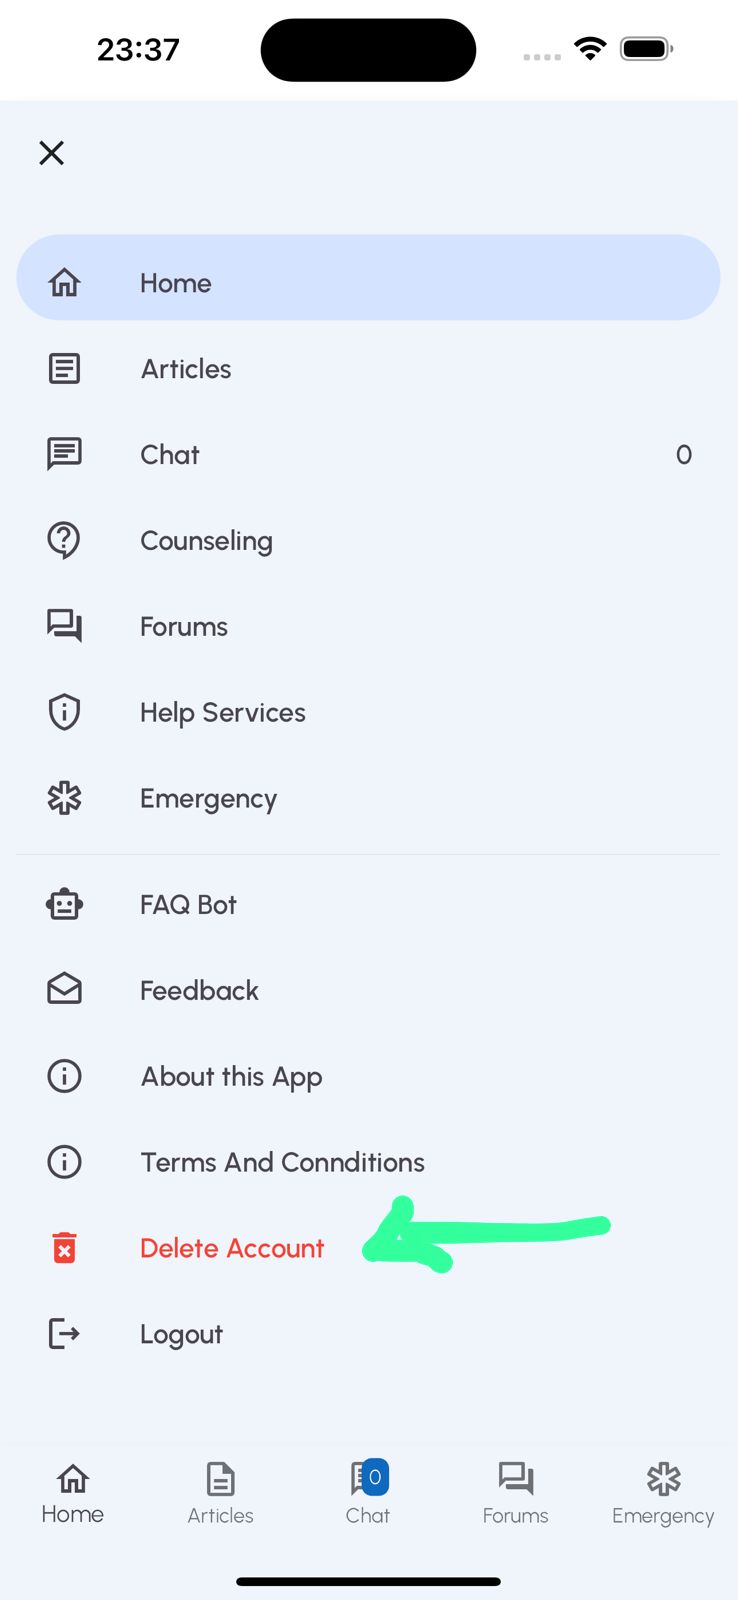 23:37
Home
Articles
Chat 0
Counseling
Forums
Help Services
Emergency
FAQ Bot
Feedback
About this App
Terms And Connditions
Delete Account
Logout
0
Home Articles Chat Forums Emergency